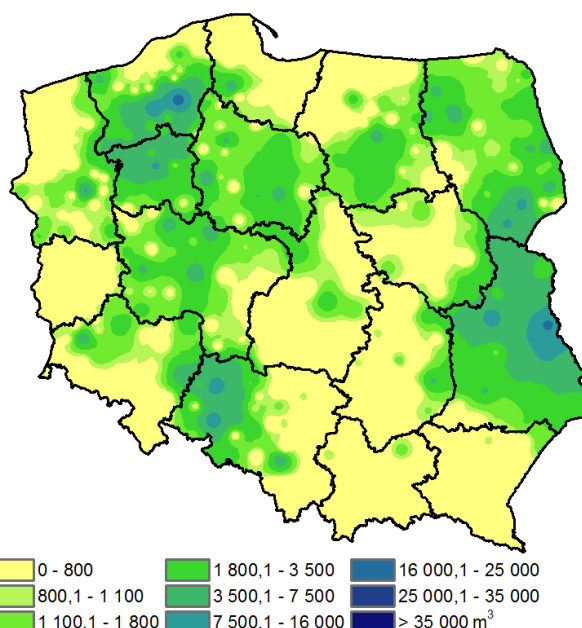 0 - 800
800,1 - 1 100
1 100,1 - 1 800
1 800,1 - 3 500
3 500,1 - 7 500
7 500,1 - 16 000
16 000,1 - 25 000
25 000,1 - 35 000
> 35 000 m³